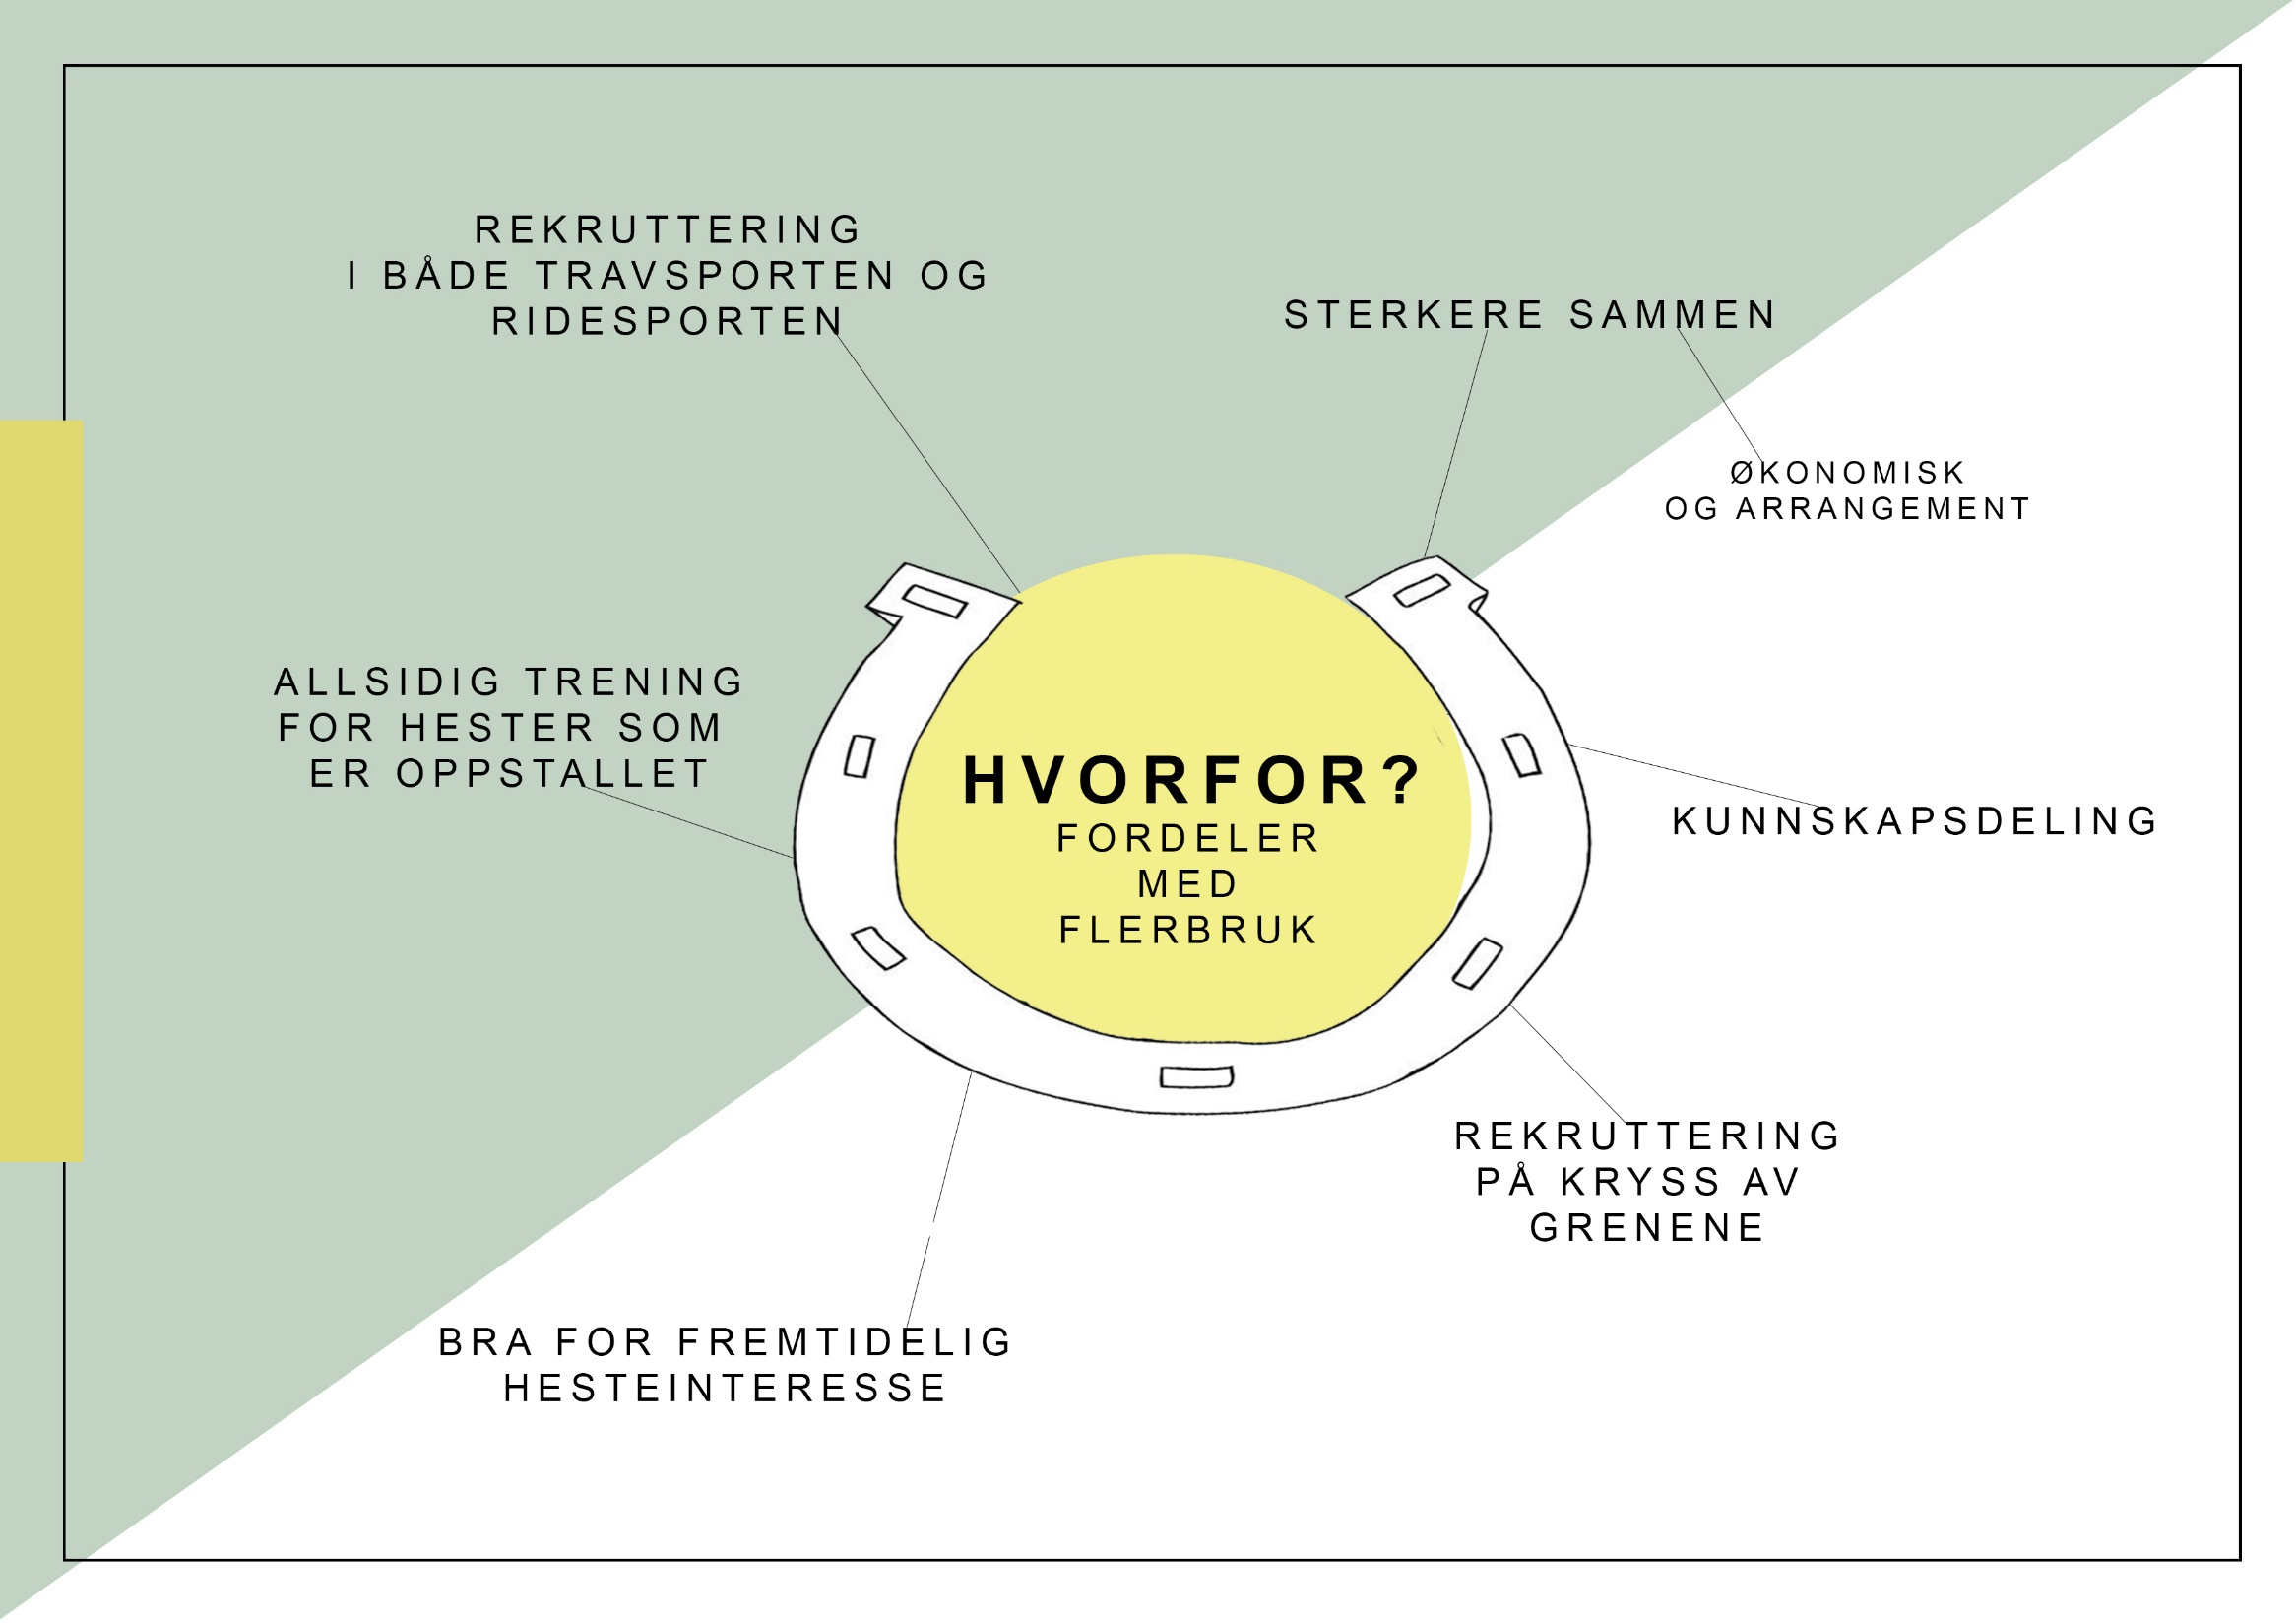 REKRUTTERING
I BÅDE TRAVSPORTEN OG
RIDESPORTEN
STERKERE SAMMEN
ØKONOMISK
OG ARRANGEMENT
ALLSIDIG TRENING
FOR HESTER SOM
ER OPPSTALLET
HVORFOR?
FORDELER
MED
FLERBRUK
KUNNSKAPSDELING
REKRUTTERING
PÅ KRYSS AV
GRENENE
BRA FOR FREMTIDELIG
HESTEINTERESSE